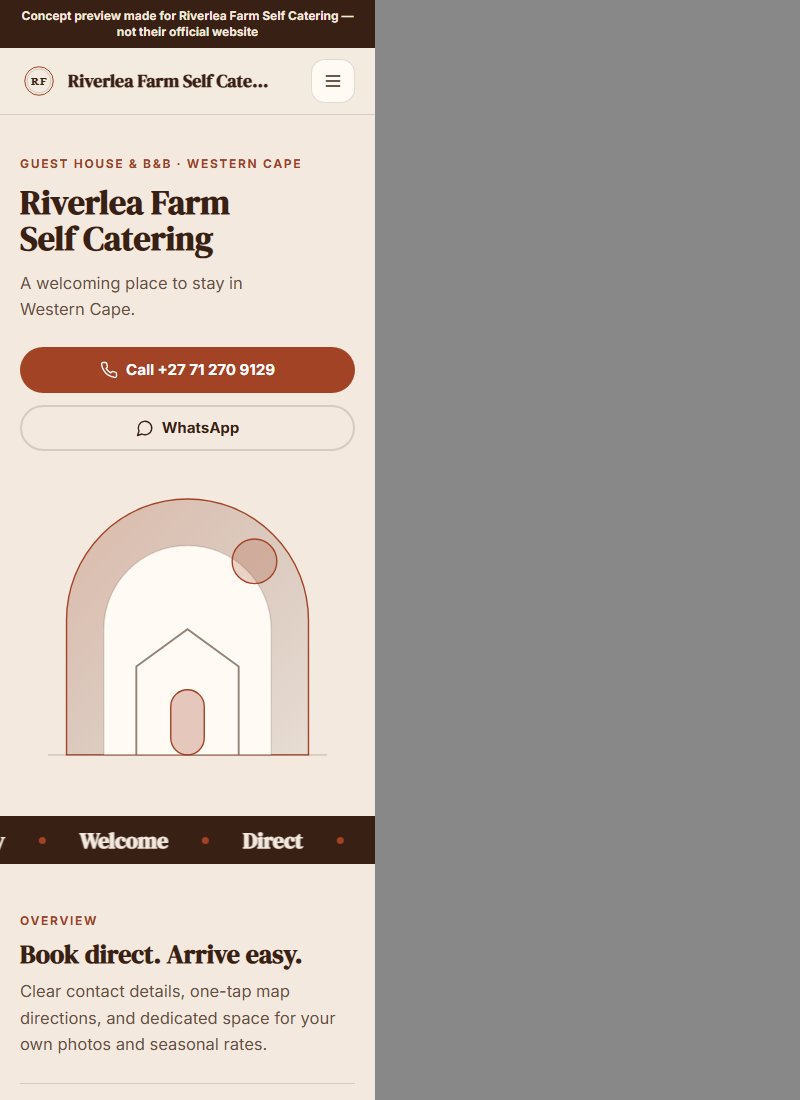 Concept preview made for Riverlea Farm Self Catering —
not their official website
RF
Riverlea Farm Self Cate...
GUEST HOUSE & B&B · WESTERN CAPE
Riverlea Farm
Self Catering
A welcoming place to stay in
Western Cape.
Call +27 71 270 9129
WhatsApp
Welcome • Direct •
OVERVIEW
Book direct. Arrive easy.
Clear contact details, one-tap map
directions, and dedicated space for your
own photos and seasonal rates.